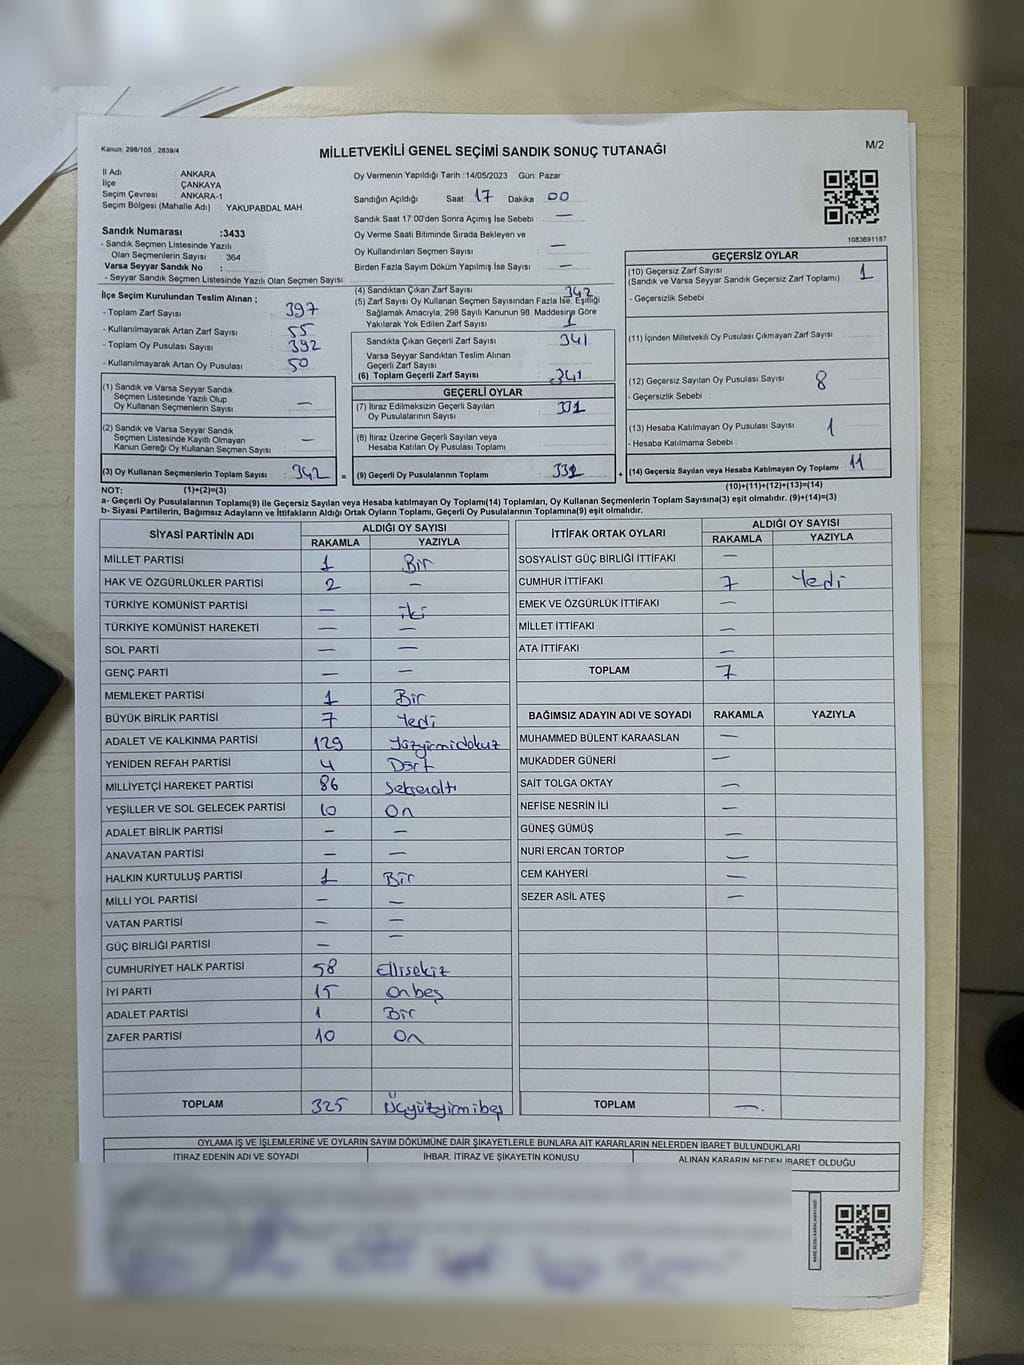 Kanun: 298/105 , 2839/4
MİLLETVEKİLİ GENEL SEÇİMİ SANDIK SONUÇ TUTANAĞI
M/2
İl Adı : ANKARA
İlçe : ÇANKAYA
Seçim Çevresi : ANKARA-1
Seçim Bölgesi (Mahalle Adı) : YAKUPABDAL MAH.
Sandık Numarası :3433
- Sandık Seçmen Listesinde Yazılı
Olan Seçmenlerin Sayısı : 364
Varsa Seyyar Sandık No :
- Seyyar Sandık Seçmen Listesinde Yazılı Olan Seçmen Sayısı:
Oy Vermenin Yapıldığı Tarih :14/05/2023 Gün: Pazar
Sandığın Açıldığı Saat 17 Dakika 00
Sandık Saat 17:00'den Sonra Açımış İse Sebebi : —
Oy Verme Saati Bitiminde Sırada Bekleyen ve
Oy Kullandırılan Seçmen Sayısı : —
Birden Fazla Sayım Döküm Yapılmış İse Sayısı : —
1083691187
İlçe Seçim Kurulundan Teslim Alınan ;
- Toplam Zarf Sayısı : 397
- Kullanılmayarak Artan Zarf Sayısı : 55
- Toplam Oy Pusulası Sayısı : 392
- Kullanılmayarak Artan Oy Pusulası : 50
(1) Sandık ve Varsa Seyyar Sandık
Seçmen Listesinde Yazılı Olup
Oy Kullanan Seçmenlerin Sayısı : —
(2) Sandık ve Varsa Seyyar Sandık
Seçmen Listesinde Kayıtlı Olmayan
Kanun Gereği Oy Kullanan Seçmen Sayısı : —
(3) Oy Kullanan Seçmenlerin Toplam Sayısı : 342 =
(1)+(2)=(3)
(4) Sandıktan Çıkan Zarf Sayısı : 342
(5) Zarf Sayısı Oy Kullanan Seçmen Sayısından Fazla İse, Eşitliği
Sağlamak Amacıyla; 298 Sayılı Kanunun 98. Maddesine Göre
Yakılarak Yok Edilen Zarf Sayısı : 1
Sandıkta Çıkan Geçerli Zarf Sayısı : 341
Varsa Seyyar Sandıktan Teslim Alınan
Geçerli Zarf Sayısı :
(6) Toplam Geçerli Zarf Sayısı : 341
GEÇERLİ OYLAR
(7) İtiraz Edilmeksizin Geçerli Sayılan : 331
Oy Pusulalarının Sayısı
(8) İtiraz Üzerine Geçerli Sayılan veya
Hesaba Katılan Oy Pusulası Toplamı :
(9) Geçerli Oy Pusulalarının Toplamı : 331 +
GEÇERSİZ OYLAR
(10) Geçersiz Zarf Sayısı : 1
(Sandık ve Varsa Seyyar Sandık Geçersiz Zarf Toplamı)
- Geçersizlik Sebebi :
(11) İçinden Milletvekili Oy Pusulası Çıkmayan Zarf Sayısı :
(12) Geçersiz Sayılan Oy Pusulası Sayısı : 8
- Geçersizlik Sebebi :
(13) Hesaba Katılmayan Oy Pusulası Sayısı : 1
- Hesaba Katılmama Sebebi :
(14) Geçersiz Sayılan veya Hesaba Katılmayan Oy Toplamı : 11
(10)+(11)+(12)+(13)=(14)
NOT:
a- Geçerli Oy Pusulalarının Toplamı(9) ile Geçersiz Sayılan veya Hesaba katılmayan Oy Toplamı(14) Toplamları, Oy Kullanan Seçmenlerin Toplam Sayısına(3) eşit olmalıdır. (9)+(14)=(3)
b- Siyasi Partilerin, Bağımsız Adayların ve İttifakların Aldığı Ortak Oyların Toplamı, Geçerli Oy Pusulalarının Toplamına(9) eşit olmalıdır.
SİYASİ PARTİNİN ADI ALDIĞI OY SAYISI
RAKAMLA YAZIYLA
MİLLET PARTİSİ 1 Bir
HAK VE ÖZGÜRLÜKLER PARTİSİ 2 —
TÜRKİYE KOMÜNİST PARTİSİ — iki
TÜRKİYE KOMÜNİST HAREKETİ — —
SOL PARTİ — —
GENÇ PARTİ — —
MEMLEKET PARTİSİ 1 Bir
BÜYÜK BİRLİK PARTİSİ 7 Yedi
ADALET VE KALKINMA PARTİSİ 129 Yüzyirmidokuz
YENİDEN REFAH PARTİSİ 4 Dört
MİLLİYETÇİ HAREKET PARTİSİ 86 Seksenaltı
YEŞİLLER VE SOL GELECEK PARTİSİ 10 On
ADALET BİRLİK PARTİSİ — —
ANAVATAN PARTİSİ — —
HALKIN KURTULUŞ PARTİSİ 1 Bir
MİLLİ YOL PARTİSİ — —
VATAN PARTİSİ — —
GÜÇ BİRLİĞİ PARTİSİ — —
CUMHURİYET HALK PARTİSİ 58 Ellisekiz
İYİ PARTİ 15 Onbeş
ADALET PARTİSİ 1 Bir
ZAFER PARTİSİ 10 On
TOPLAM 325 Üçyüzyirmibeş
İTTİFAK ORTAK OYLARI ALDIĞI OY SAYISI
RAKAMLA YAZIYLA
SOSYALİST GÜÇ BİRLİĞİ İTTİFAKI —
CUMHUR İTTİFAKI 7 Yedi
EMEK VE ÖZGÜRLÜK İTTİFAKI —
MİLLET İTTİFAKI —
ATA İTTİFAKI —
TOPLAM 7
BAĞIMSIZ ADAYIN ADI VE SOYADI RAKAMLA YAZIYLA
MUHAMMED BÜLENT KARAASLAN —
MUKADDER GÜNERİ —
SAİT TOLGA OKTAY —
NEFİSE NESRİN İLİ —
GÜNEŞ GÜMÜŞ —
NURİ ERCAN TORTOP —
CEM KAHYERİ —
SEZER ASİL ATEŞ —
TOPLAM —.
OYLAMA İŞ VE İŞLEMLERİNE VE OYLARIN SAYIM DÖKÜMÜNE DAİR ŞİKAYETLERLE BUNLARA AİT KARARLARIN NELERDEN İBARET BULUNDUKLARI
İTİRAZ EDENİN ADI VE SOYADI İHBAR, İTİRAZ VE ŞİKAYETİN KONUSU ALINAN KARARIN NEDEN İBARET OLDUĞU